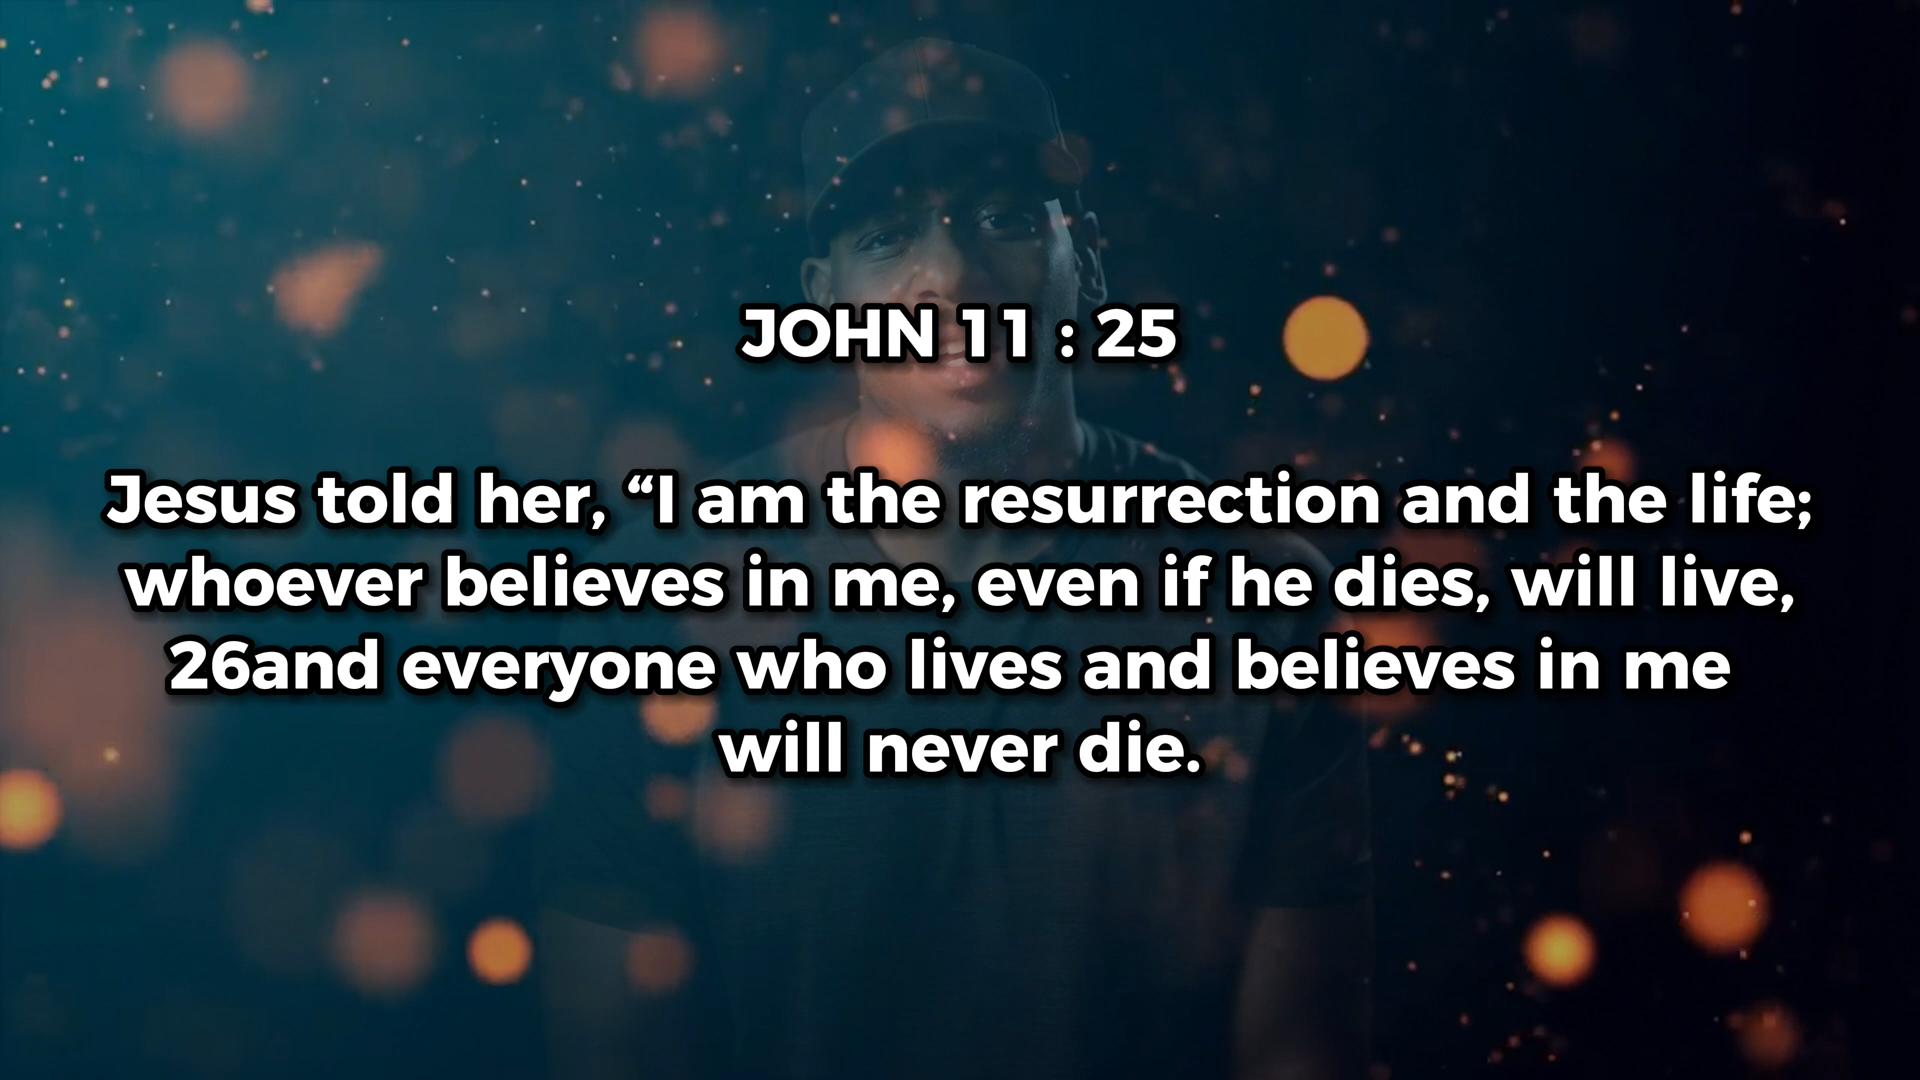 JOHN 11 : 25
Jesus told her, “I am the resurrection and the life;
whoever believes in me, even if he dies, will live,
26and everyone who lives and believes in me
will never die.